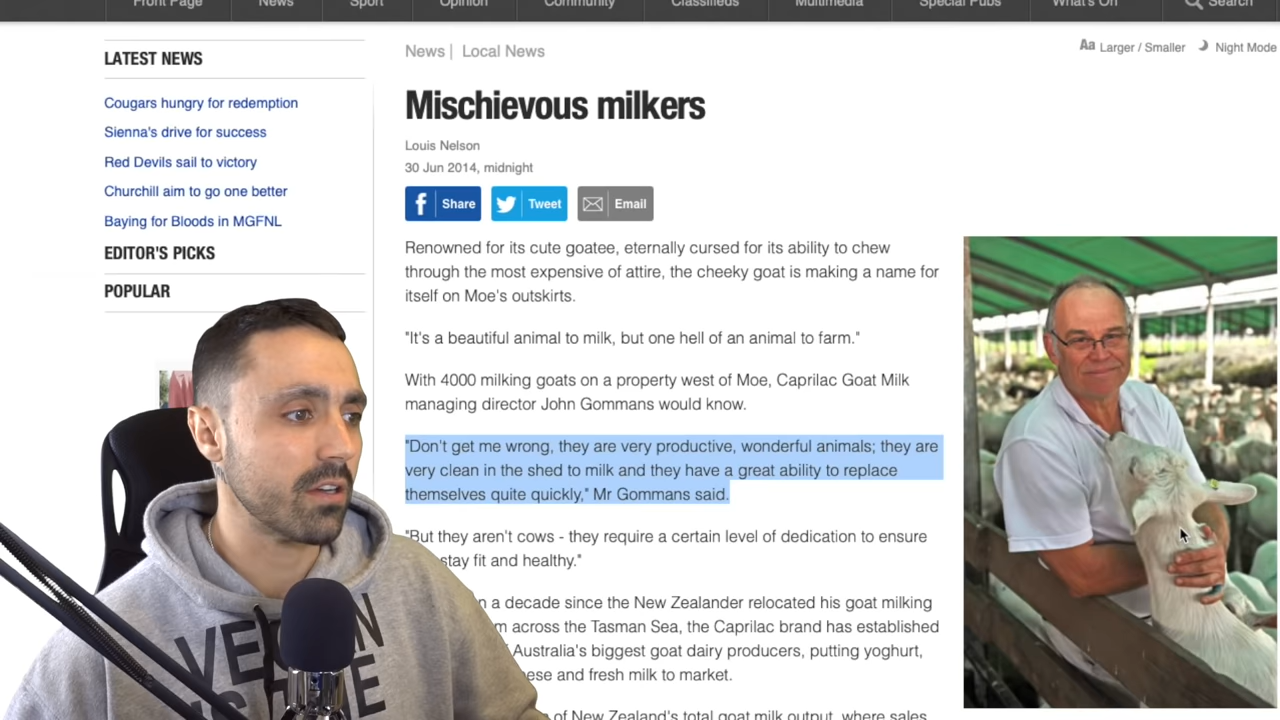 Front Page News Sport Opinion Community Classifieds Multimedia Special Pubs What's On Search
LATEST NEWS
Cougars hungry for redemption
Sienna's drive for success
Red Devils sail to victory
Churchill aim to go one better
Baying for Bloods in MGFNL
EDITOR'S PICKS
POPULAR
News | Local News
Aa Larger / Smaller Night Mode
Mischievous milkers
Louis Nelson
30 Jun 2014, midnight
f Share Tweet Email
Renowned for its cute goatee, eternally cursed for its ability to chew
through the most expensive of attire, the cheeky goat is making a name for
itself on Moe's outskirts.
"It's a beautiful animal to milk, but one hell of an animal to farm."
With 4000 milking goats on a property west of Moe, Caprilac Goat Milk
managing director John Gommans would know.
"Don't get me wrong, they are very productive, wonderful animals; they are
very clean in the shed to milk and they have a great ability to replace
themselves quite quickly," Mr Gommans said.
"But they aren't cows - they require a certain level of dedication to ensure
stay fit and healthy."
a decade since the New Zealander relocated his goat milking
across the Tasman Sea, the Caprilac brand has established
Australia's biggest goat dairy producers, putting yoghurt,
and fresh milk to market.
of New Zealand's total goat milk output, where sales
VEGAN